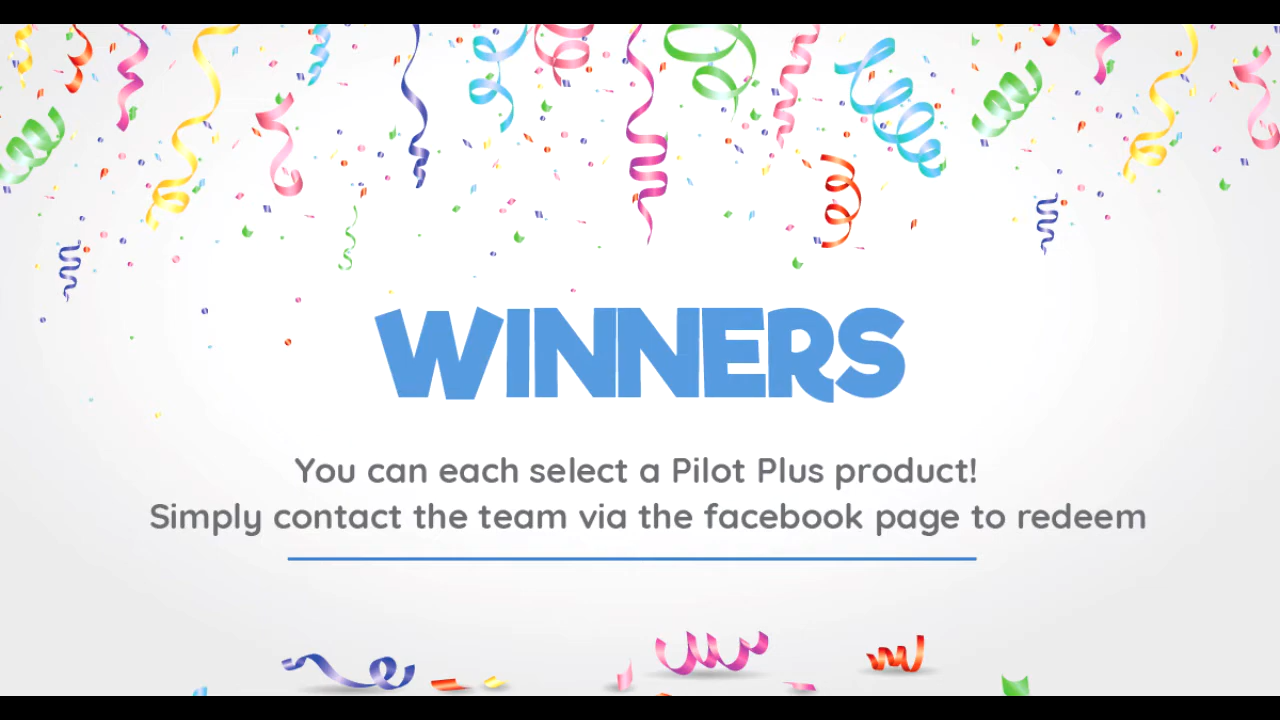 WINNERS
You can each select a Pilot Plus product!
Simply contact the team via the facebook page to redeem